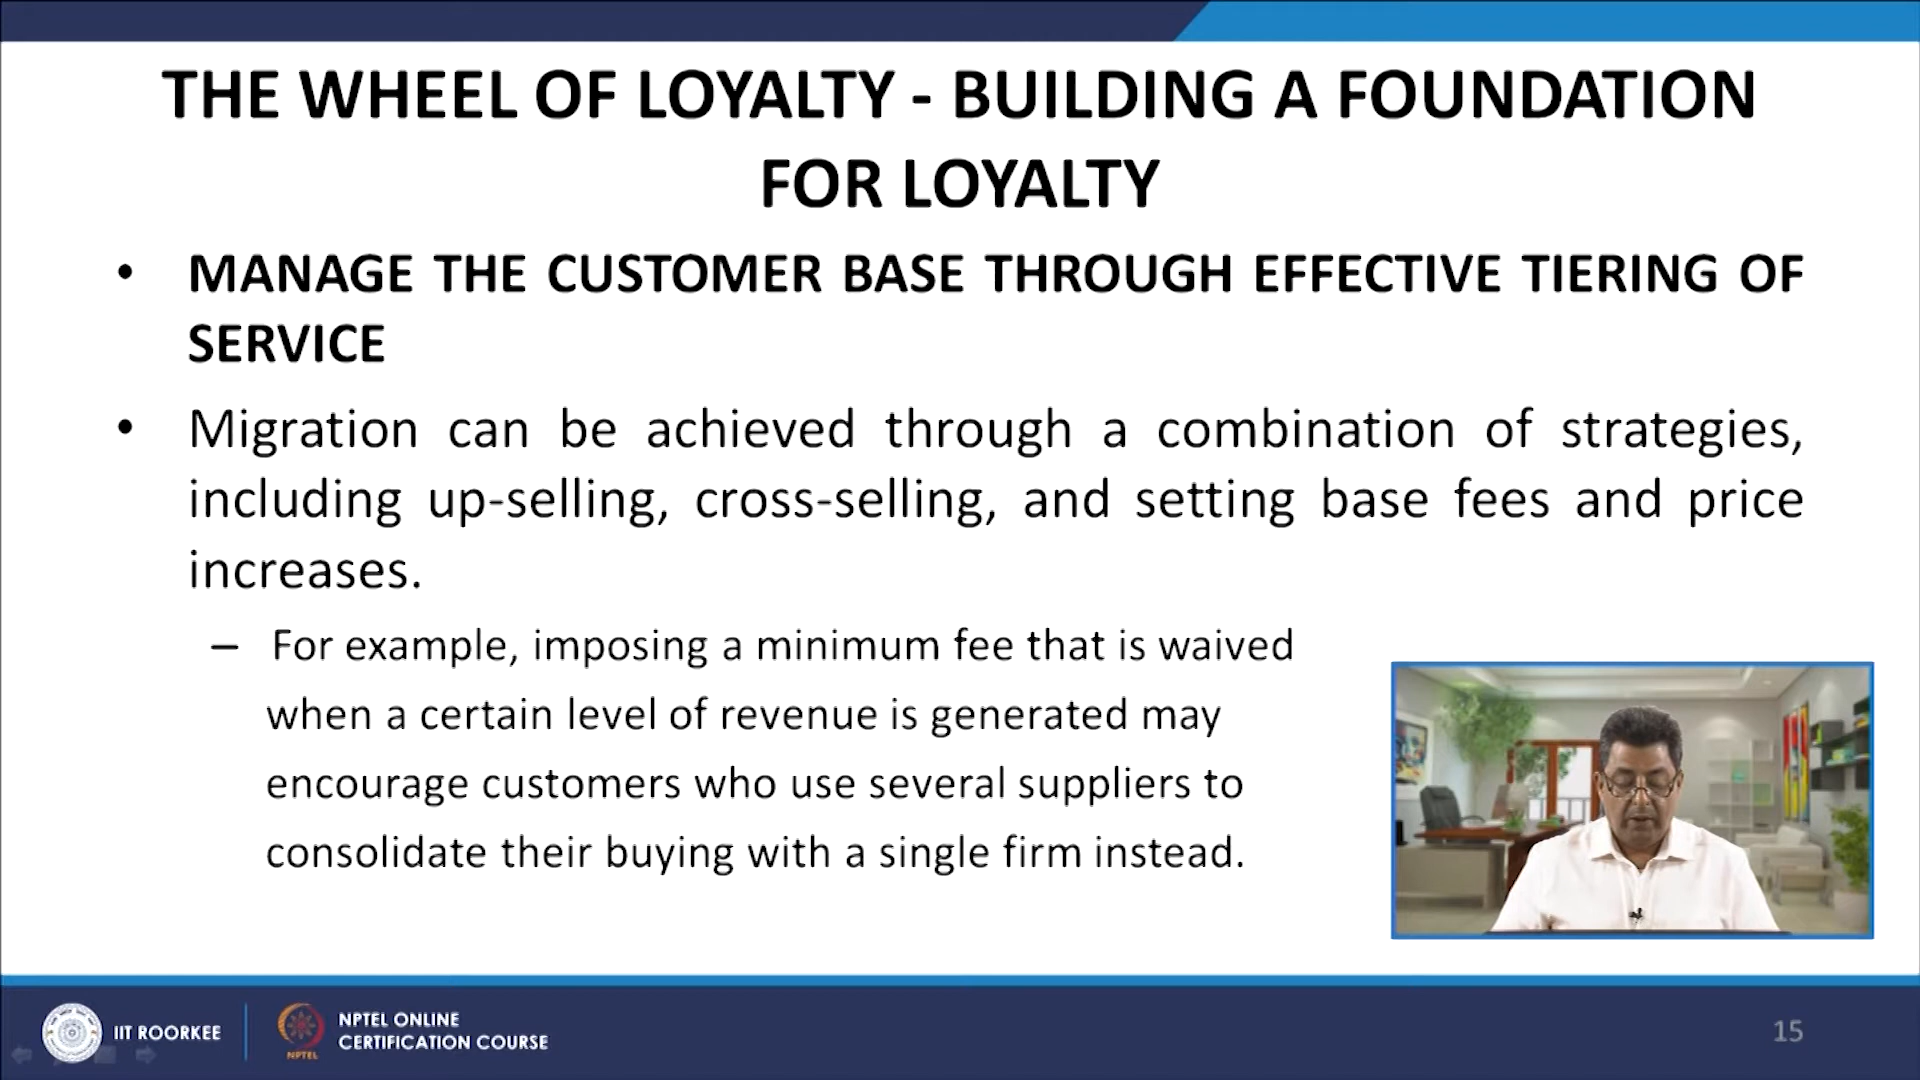 THE WHEEL OF LOYALTY - BUILDING A FOUNDATION
FOR LOYALTY
• MANAGE THE CUSTOMER BASE THROUGH EFFECTIVE TIERING OF
SERVICE
• Migration can be achieved through a combination of strategies,
including up-selling, cross-selling, and setting base fees and price
increases.
– For example, imposing a minimum fee that is waived
when a certain level of revenue is generated may
encourage customers who use several suppliers to
consolidate their buying with a single firm instead.
IIT ROORKEE
NPTEL
NPTEL ONLINE
CERTIFICATION COURSE
15